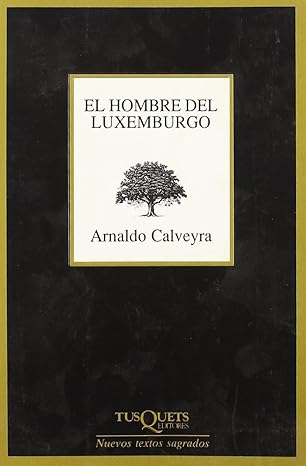 EL HOMBRE DEL
LUXEMBURGO
Arnaldo Calveyra
TUSQUETS
EDITORES
Nuevos textos sagrados